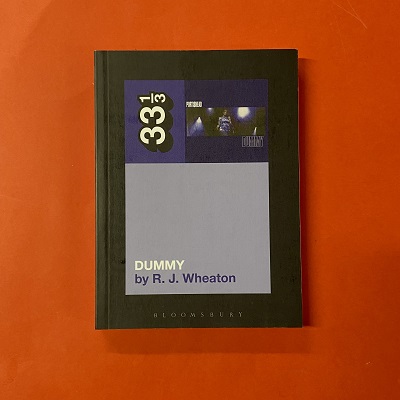 33 1/3
PORTISHEAD
DUMMY
DUMMY
by R. J. Wheaton
BLOOMSBURY